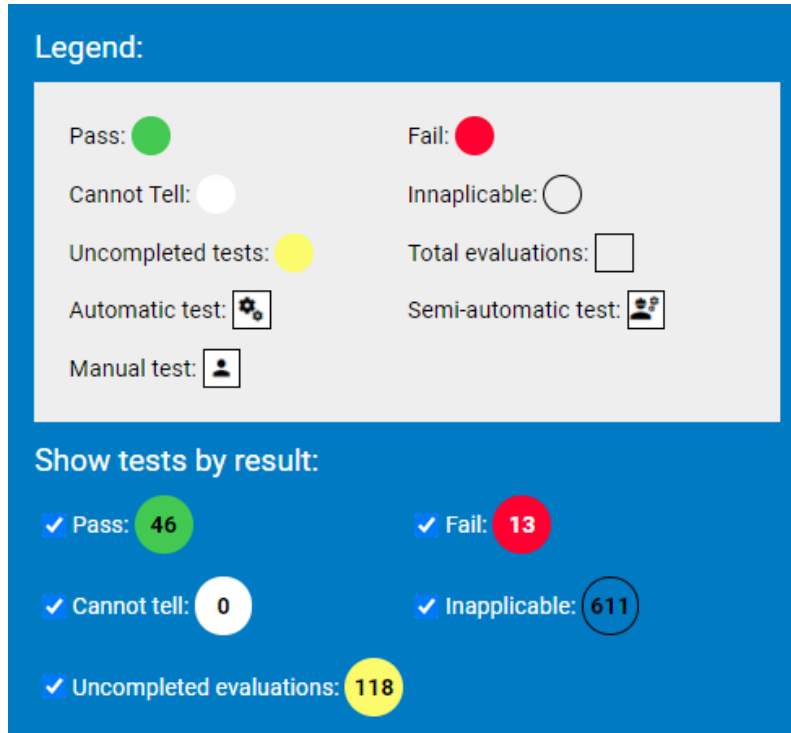 Legend:
Pass: Fail:
Cannot Tell: Innaplicable:
Uncompleted tests: Total evaluations:
Automatic test: Semi-automatic test:
Manual test:
Show tests by result:
Pass: 46 Fail: 13
Cannot tell: 0 Inapplicable: 611
Uncompleted evaluations: 118